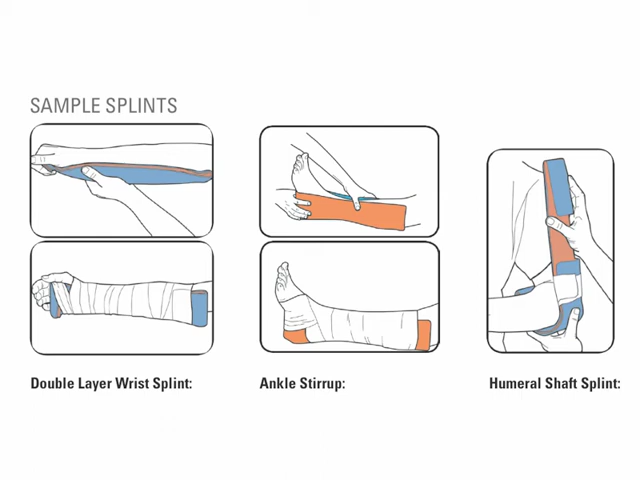 SAMPLE SPLINTS
Double Layer Wrist Splint:
Ankle Stirrup:
Humeral Shaft Splint: